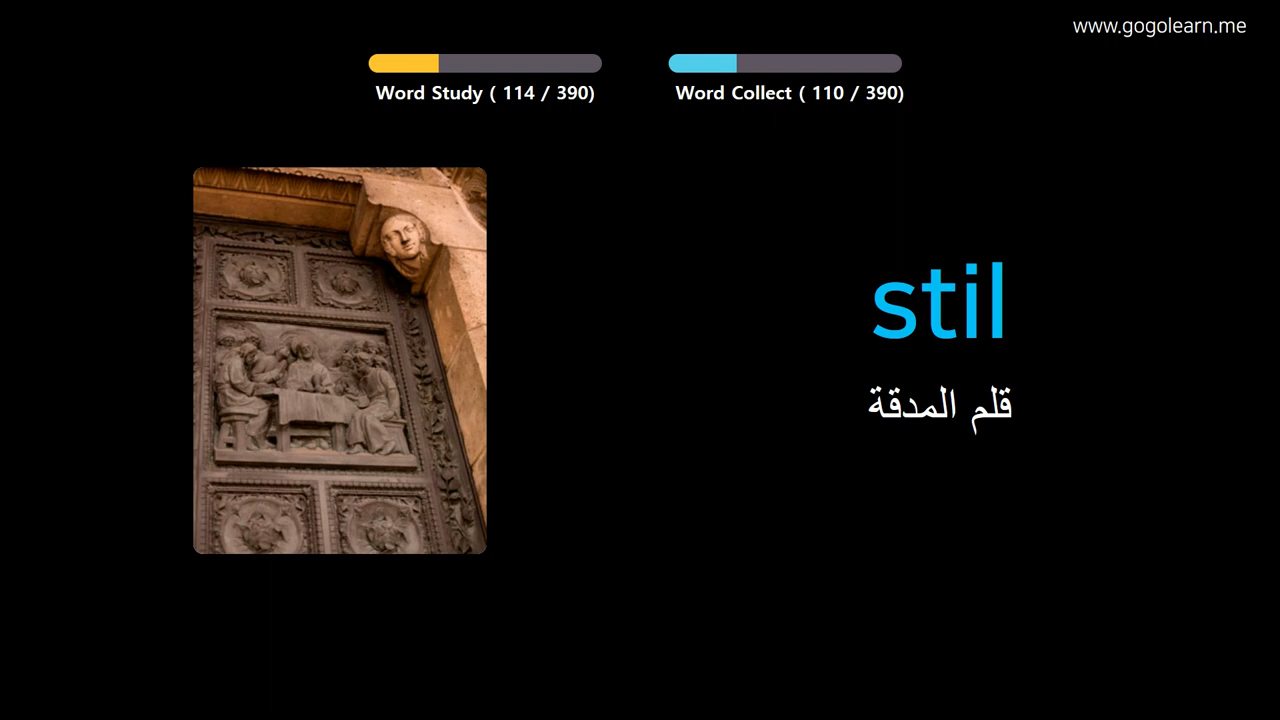 www.gogolearn.me
Word Study ( 114 / 390)
Word Collect ( 110 / 390)
stil
قلم المدقة